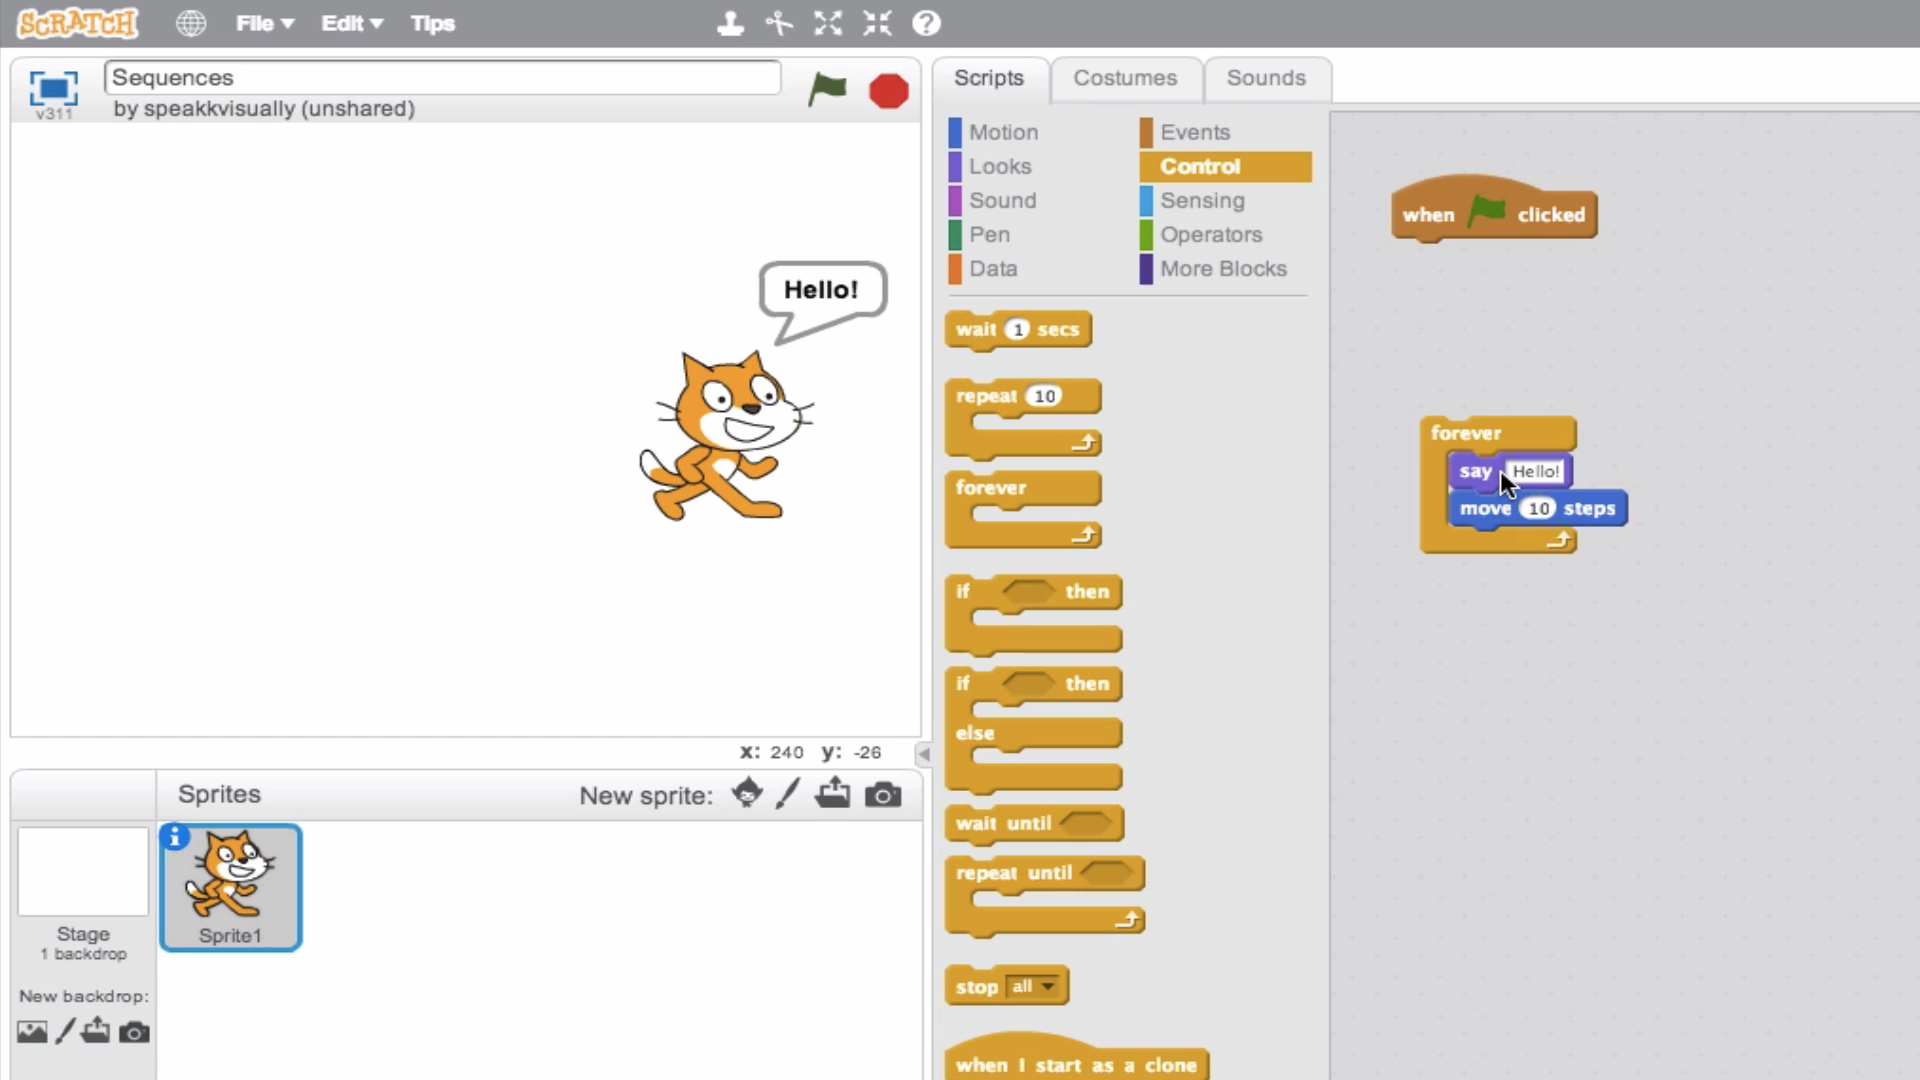 SCRATCH
File Edit Tips
Sequences
v311
by speakkvisually (unshared)
Hello!
x: 240 y: -26
Sprites
New sprite:
Sprite1
Stage
1 backdrop
New backdrop:
Scripts Costumes Sounds
Motion Events
Looks Control
Sound Sensing
Pen Operators
Data More Blocks
wait 1 secs
repeat 10
forever
if then
if then
else
wait until
repeat until
stop all
when I start as a clone
when clicked
forever
say Hello!
move 10 steps